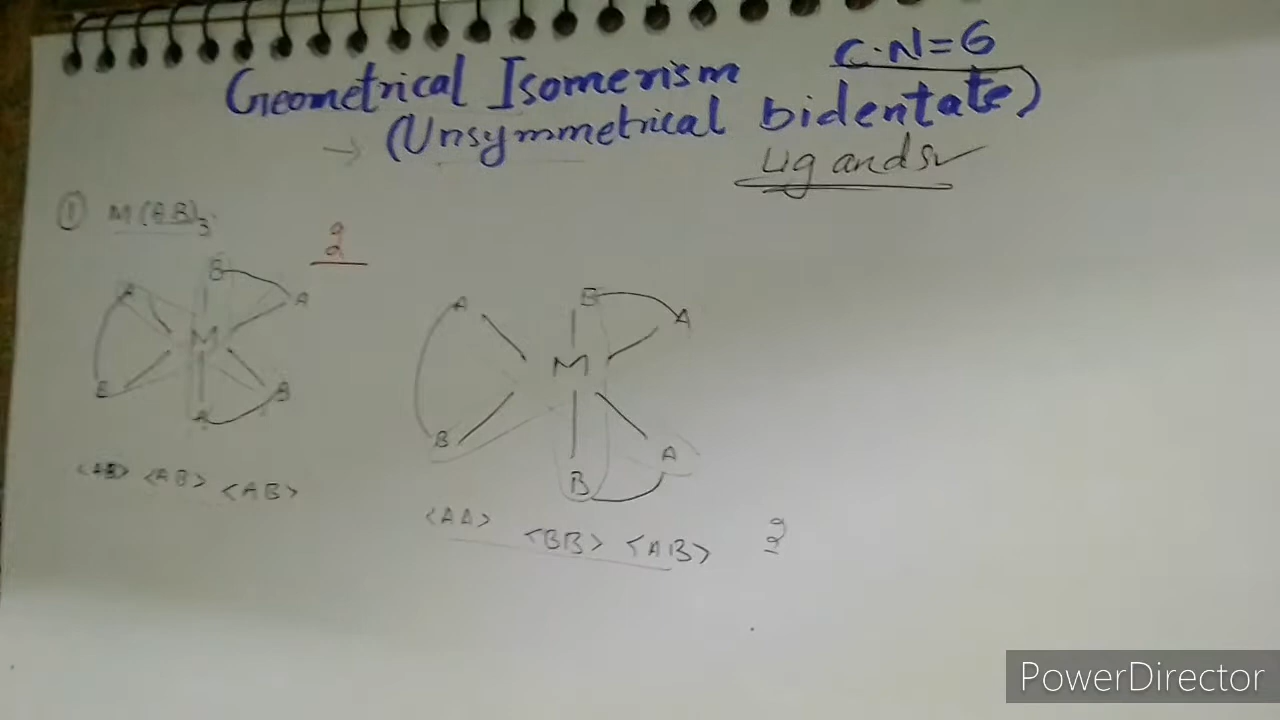 C.N=6
Geometrical Isomerism
→ (Unsymmetrical bidentate)
Ligands
① M(AB)3
2
B
A A
M
B B
A
<AB> <AB> <AB>
B
A A
M
B A
B
<AA> <BB> <AB> 2
PowerDirector